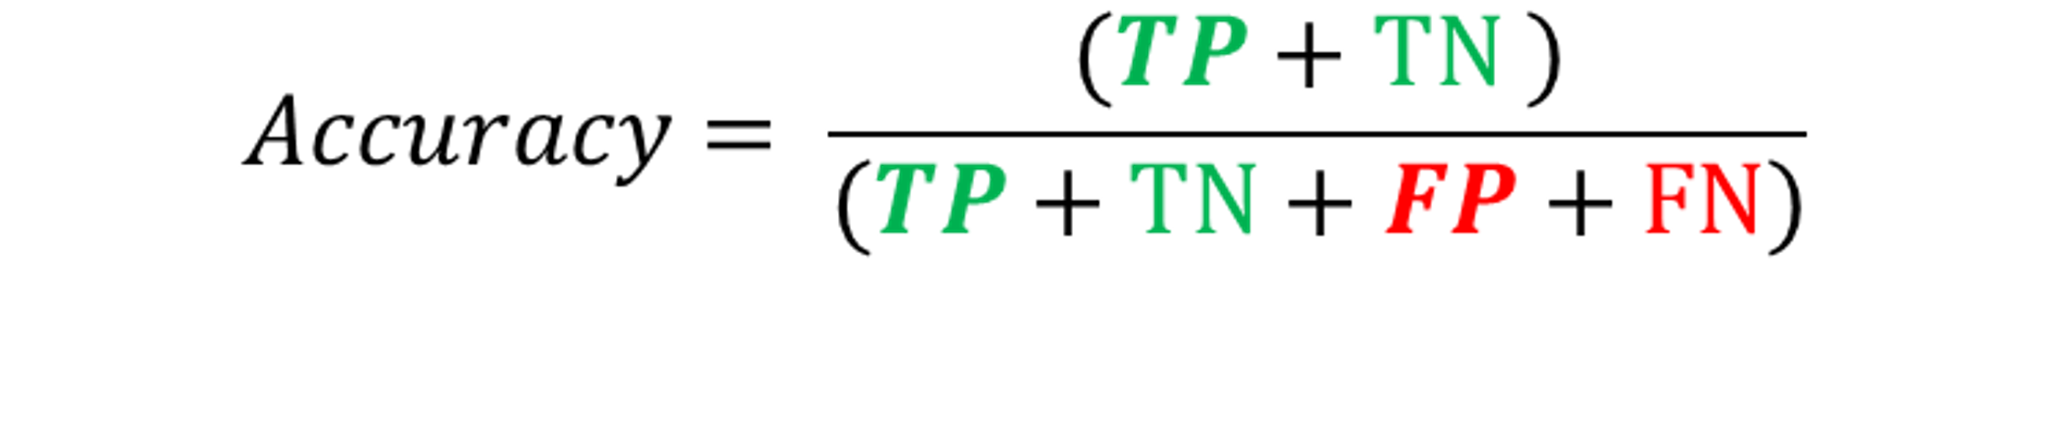 (TP + TN )
Accuracy =
(TP + TN + FP + FN)